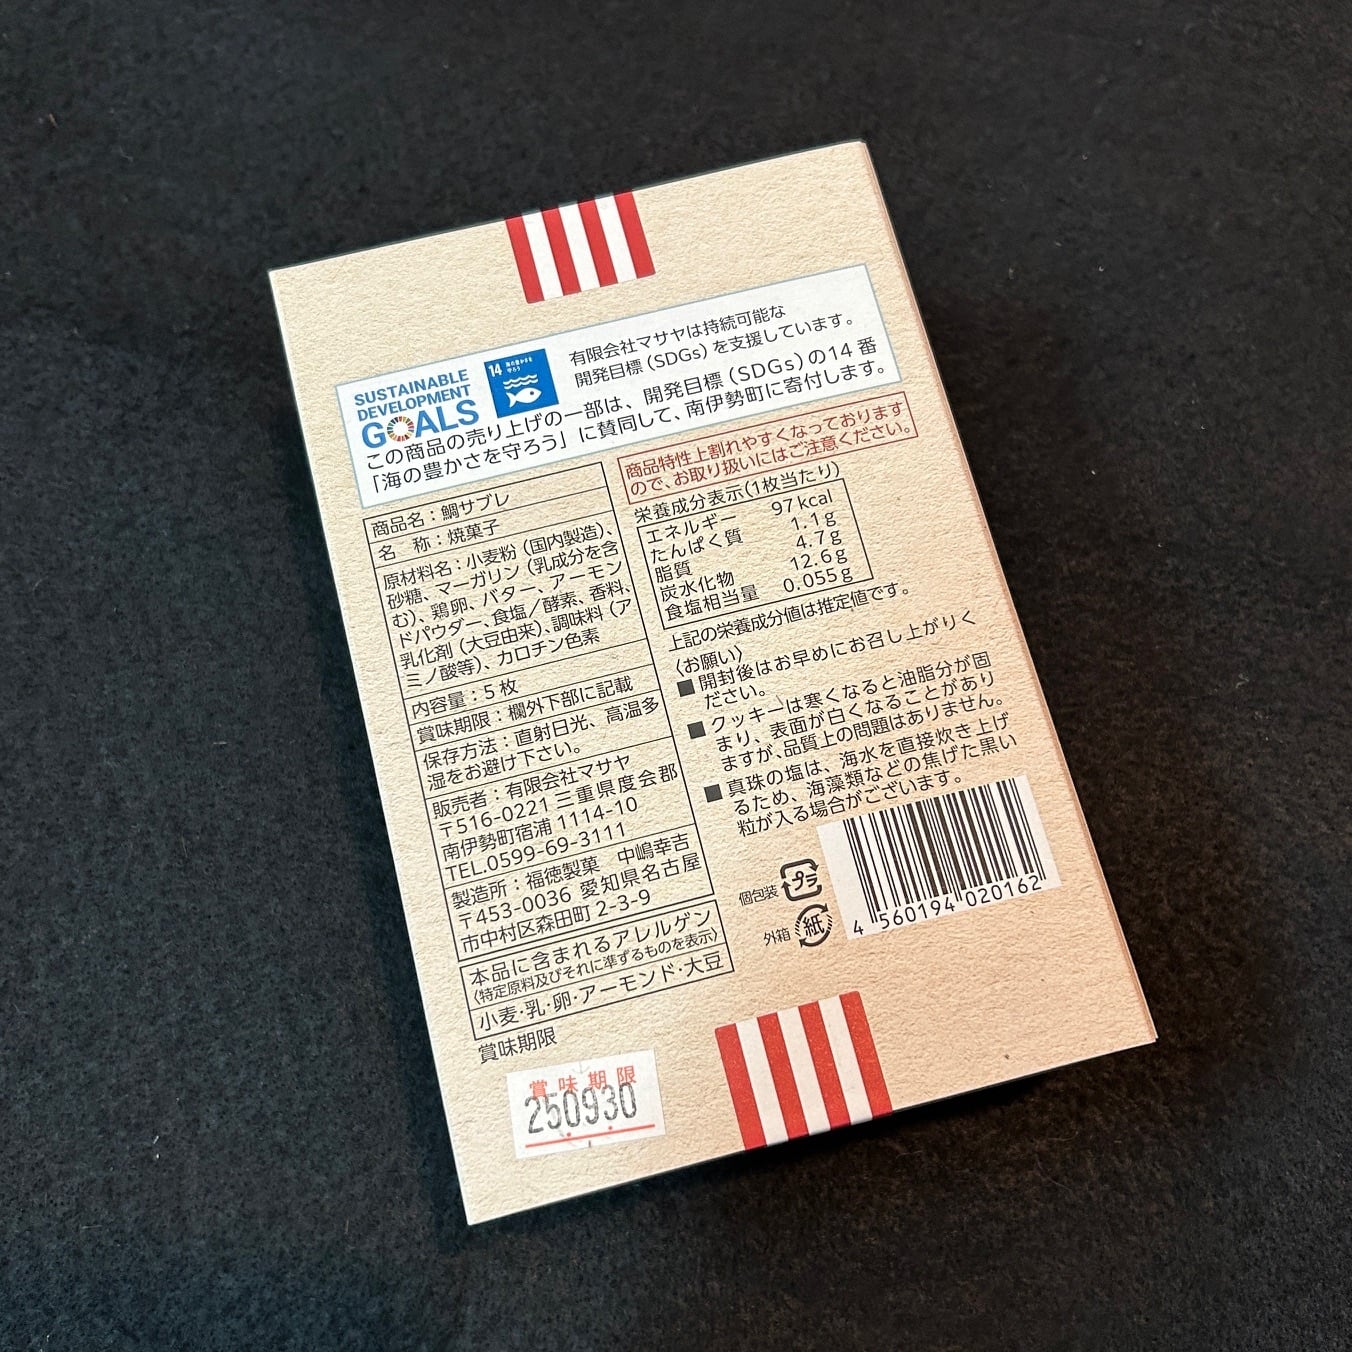 SUSTAINABLE
DEVELOPMENT
GOALS
14 海の豊かさを
守ろう
有限会社マサヤは持続可能な
開発目標（SDGs）を支援しています。
この商品の売り上げの一部は、開発目標（SDGs）の14番
「海の豊かさを守ろう」に賛同して、南伊勢町に寄付します。
商品名：鯛サブレ
名　称：焼菓子
原材料名：小麦粉（国内製造）、
砂糖、マーガリン（乳成分を含
む）、鶏卵、バター、アーモン
ドパウダー、食塩／酵素、香料、
乳化剤（大豆由来）、調味料（ア
ミノ酸等）、カロチン色素
内容量：5枚
賞味期限：欄外下部に記載
保存方法：直射日光、高温多
湿をお避け下さい。
販売者：有限会社マサヤ
〒516-0221 三重県度会郡
南伊勢町宿浦 1114-10
TEL.0599-69-3111
製造所：福徳製菓　中嶋幸吉
〒453-0036 愛知県名古屋
市中村区森田町 2-3-9
本品に含まれるアレルゲン
（特定原料及びそれに準ずるものを表示）
小麦・乳・卵・アーモンド・大豆
賞味期限
賞味期限
250930
商品特性上割れやすくなっております
ので、お取り扱いにはご注意ください。
栄養成分表示（1枚当たり）
エネルギー 97kcal
たんぱく質 1.1g
脂質 4.7g
炭水化物 12.6g
食塩相当量 0.055g
上記の栄養成分値は推定値です。
（お願い）
■開封後はお早めにお召し上がりく
ださい。
■クッキーは寒くなると油脂分が固
まり、表面が白くなることがあり
ますが、品質上の問題はありません。
■真珠の塩は、海水を直接炊き上げ
るため、海藻類などの焦げた黒い
粒が入る場合がございます。
個包装 プラ
外箱 紙
4 560194 020162